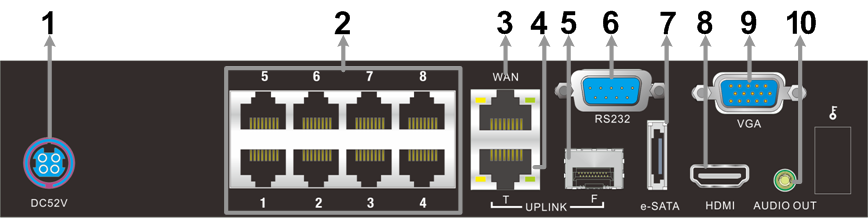 1 2 3 4 5 6 7 8 9 10
5 6 7 8 WAN
RS232 VGA
DC52V 1 2 3 4 T UPLINK F e-SATA HDMI AUDIO OUT